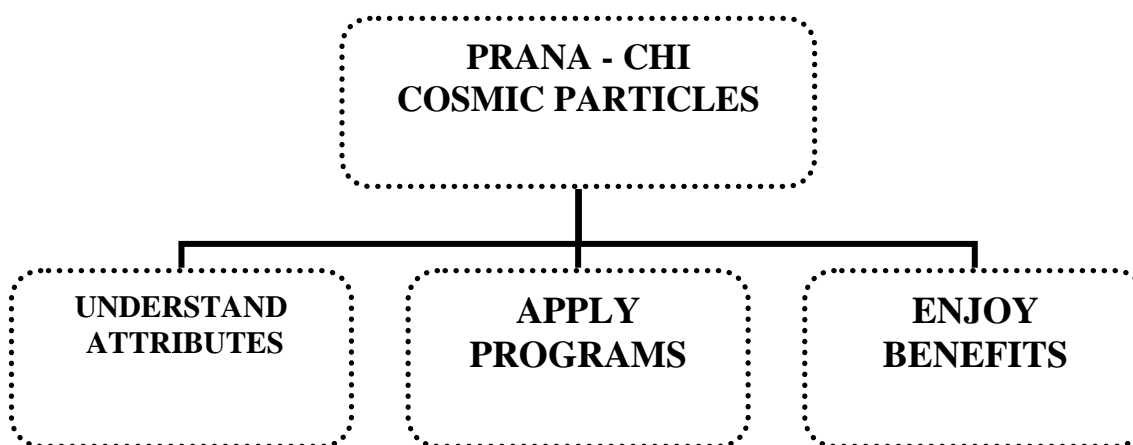 PRANA - CHI
COSMIC PARTICLES
UNDERSTAND
ATTRIBUTES
APPLY
PROGRAMS
ENJOY
BENEFITS